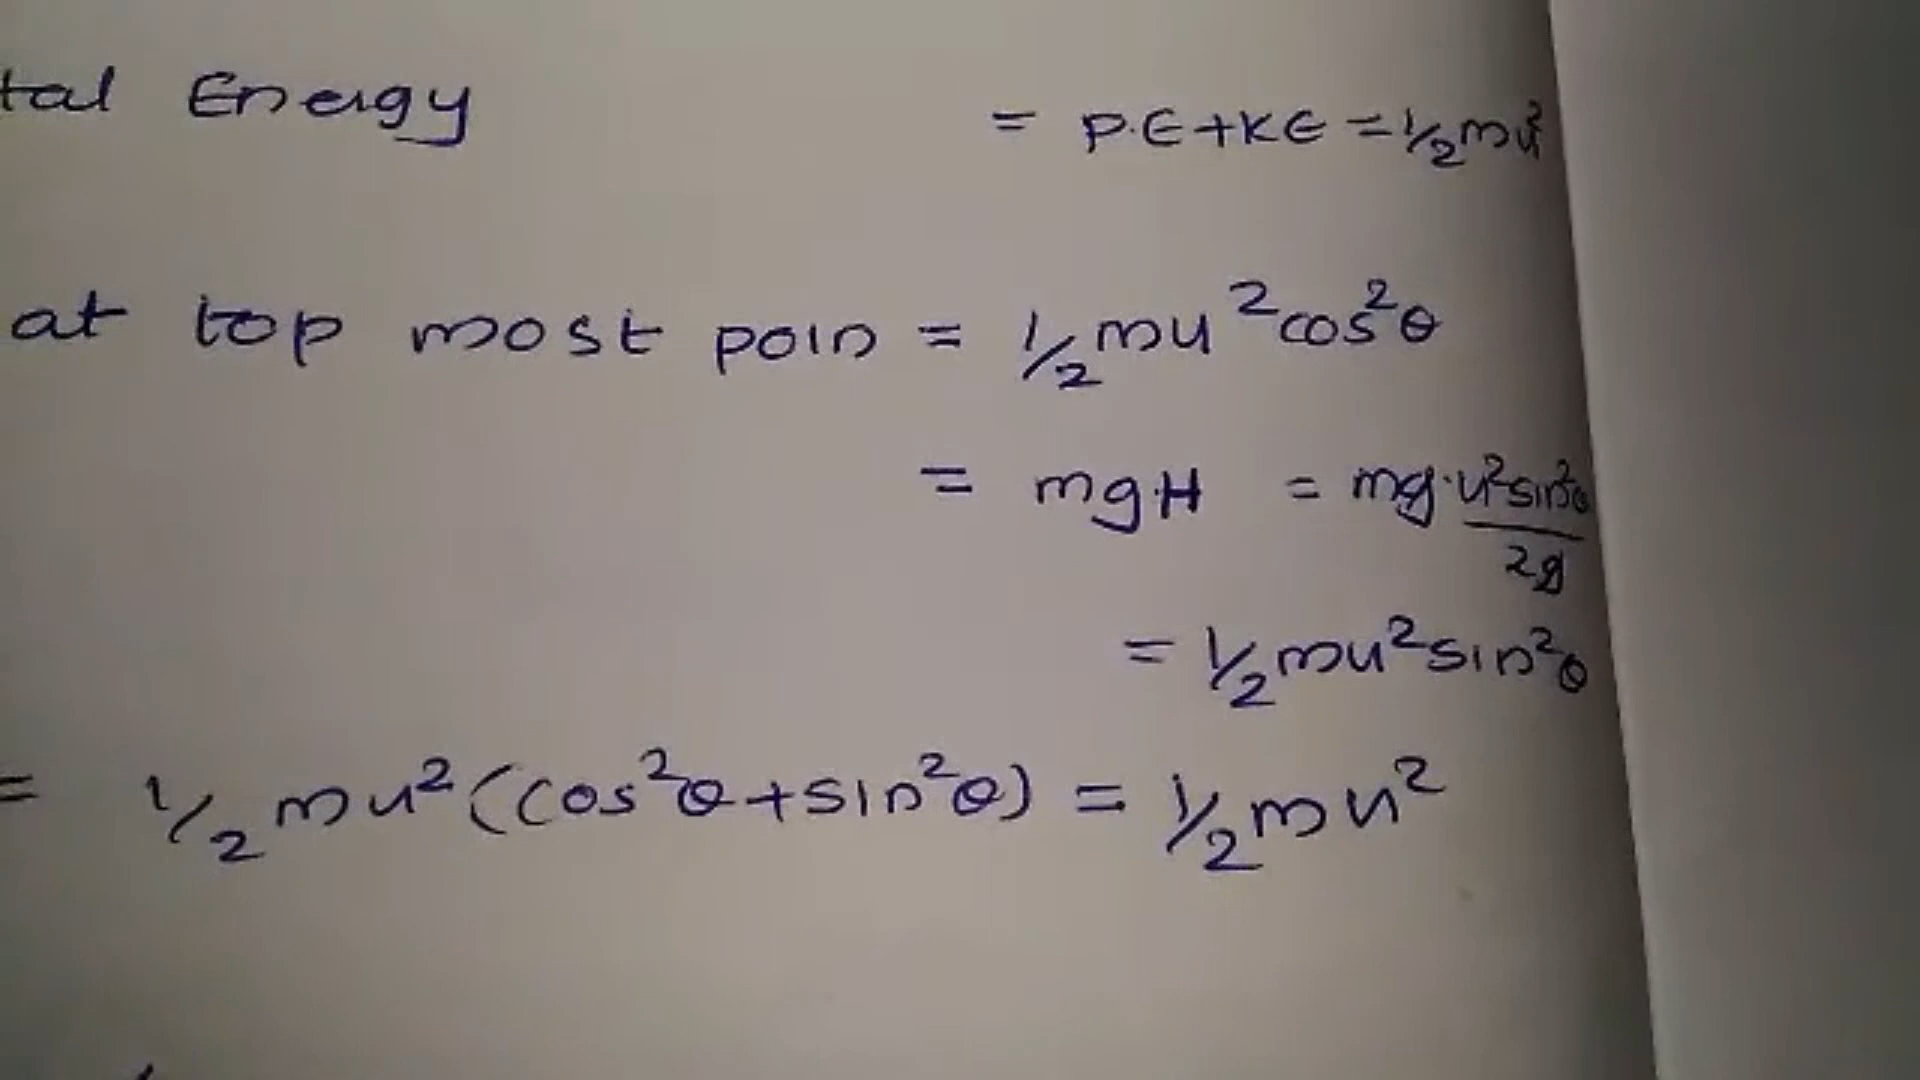 tal Energy = P.E+KE = 1/2mu²
at top most poin = 1/2mu²cos²θ
= mgH = mg.u²sin²θ/2g
= 1/2mu²sin²θ
= 1/2mu²(cos²θ+sin²θ) = 1/2mu²